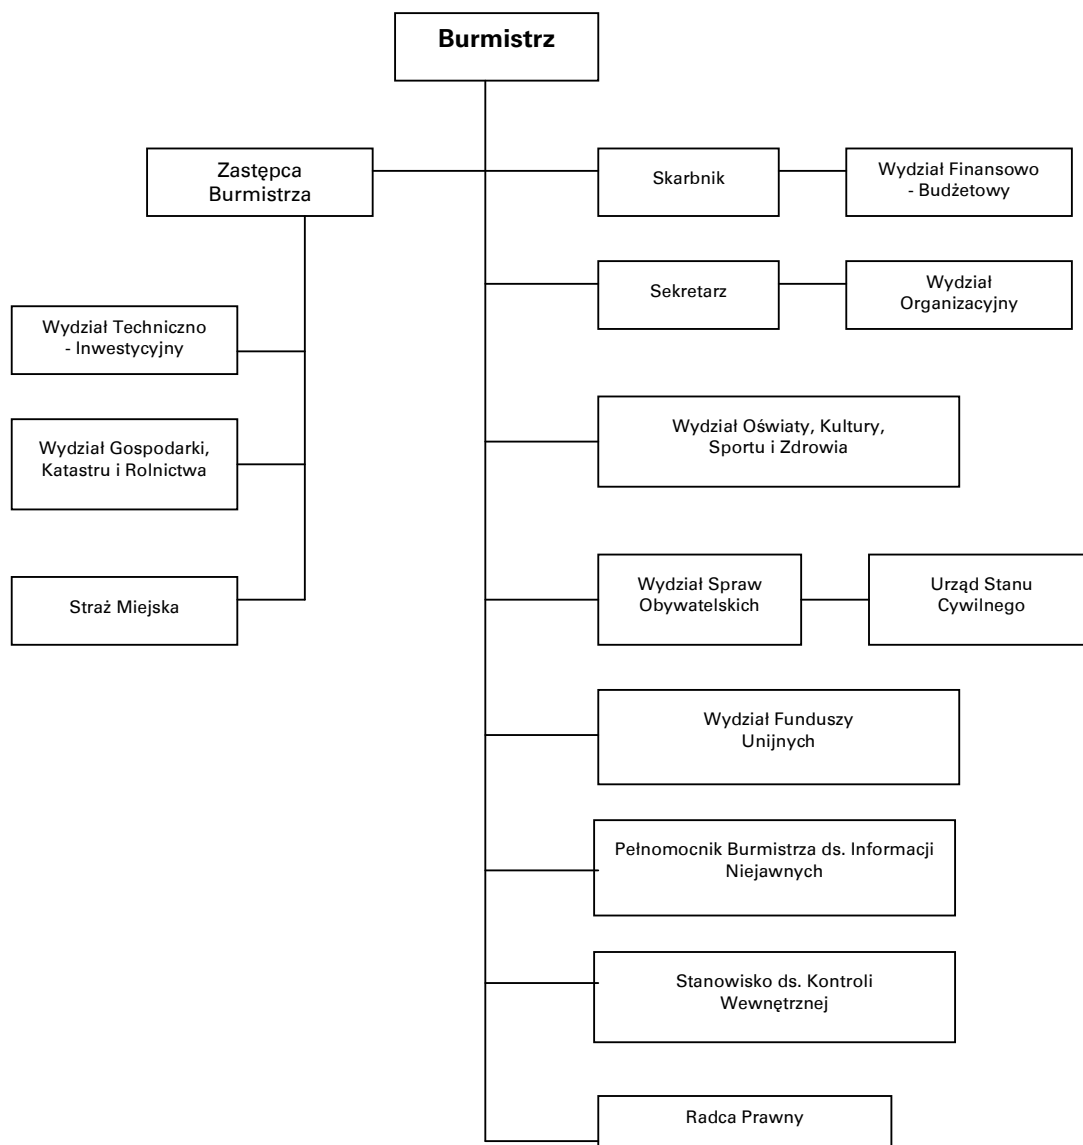 Burmistrz
Zastępca
Burmistrza
Skarbnik
Wydział Finansowo
- Budżetowy
Sekretarz
Wydział
Organizacyjny
Wydział Techniczno
- Inwestycyjny
Wydział Gospodarki,
Katastru i Rolnictwa
Straż Miejska
Wydział Oświaty, Kultury,
Sportu i Zdrowia
Wydział Spraw
Obywatelskich
Urząd Stanu
Cywilnego
Wydział Funduszy
Unijnych
Pełnomocnik Burmistrza ds. Informacji
Niejawnych
Stanowisko ds. Kontroli
Wewnętrznej
Radca Prawny